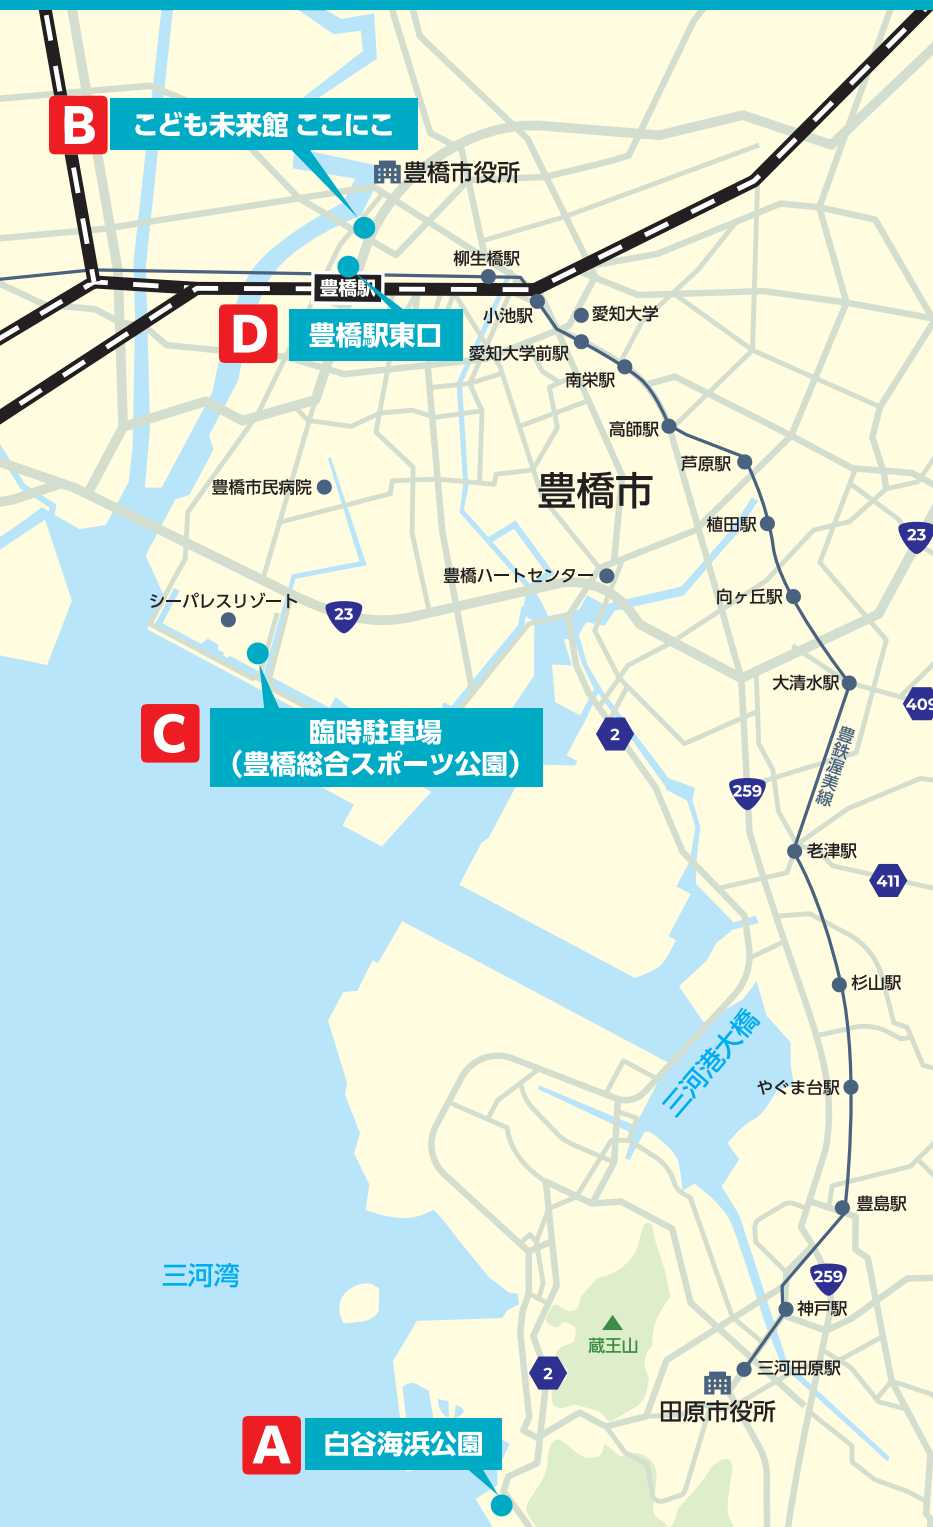 B
こども未来館 ここにこ
豊橋市役所
柳生橋駅
豊橋駅
D
豊橋駅東口
小池駅
愛知大学
愛知大学前駅
南栄駅
高師駅
芦原駅
豊橋市
豊橋市民病院
植田駅
23
豊橋ハートセンター
シーパレスリゾート
23
向ヶ丘駅
大清水駅
409
C
臨時駐車場
（豊橋総合スポーツ公園）
2
豊鉄渥美線
259
老津駅
411
杉山駅
三河港大橋
やぐま台駅
豊島駅
三河湾
259
神戸駅
蔵王山
2
三河田原駅
田原市役所
A
白谷海浜公園